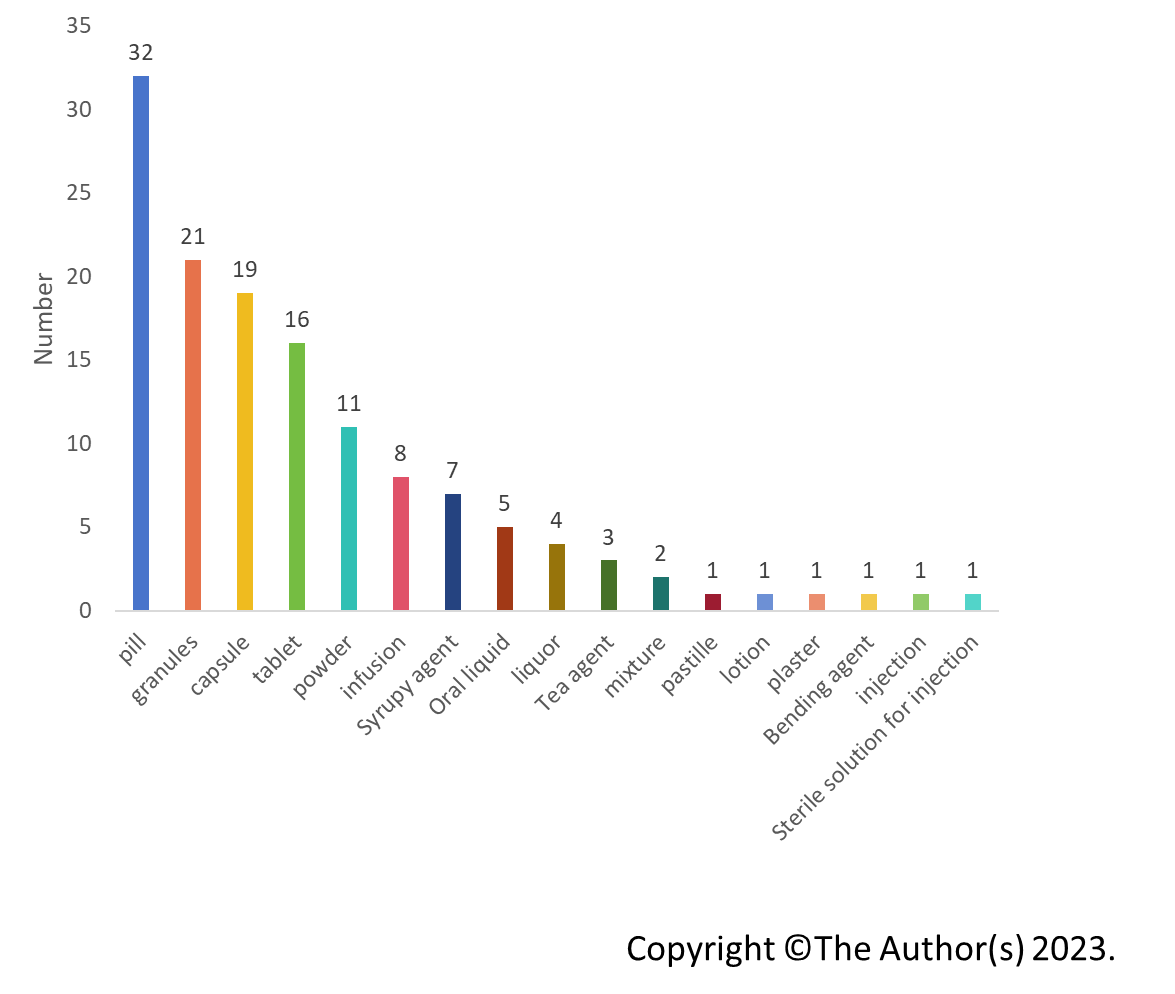 35
32
30
25
21
20
19
16
15
11
10
8
7
5
5
4
3
2
1
1
1
1
1
1
0
Number
pill
granules
capsule
tablet
powder
infusion
Syrupy agent
Oral liquid
liquor
Tea agent
mixture
pastille
lotion
plaster
Bending agent
injection
Sterile solution for injection
Copyright ©The Author(s) 2023.